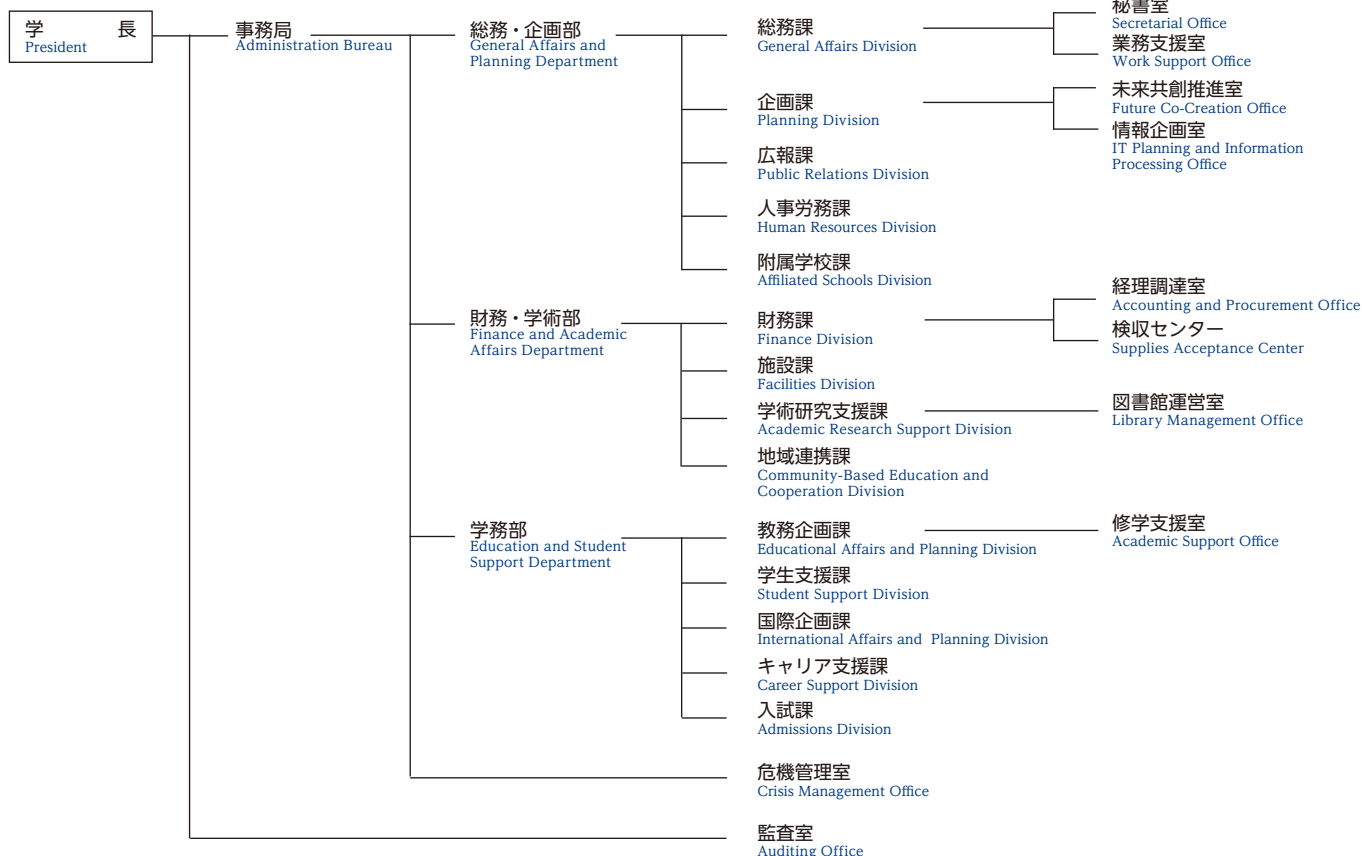 学 長
President
事務局
Administration Bureau
総務・企画部
General Affairs and
Planning Department
総務課
General Affairs Division
秘書室
Secretarial Office
業務支援室
Work Support Office
企画課
Planning Division
未来共創推進室
Future Co-Creation Office
情報企画室
IT Planning and Information
Processing Office
広報課
Public Relations Division
人事労務課
Human Resources Division
附属学校課
Affiliated Schools Division
財務・学術部
Finance and Academic
Affairs Department
財務課
Finance Division
経理調達室
Accounting and Procurement Office
検収センター
Supplies Acceptance Center
施設課
Facilities Division
学術研究支援課
Academic Research Support Division
図書館運営室
Library Management Office
地域連携課
Community-Based Education and
Cooperation Division
学務部
Education and Student
Support Department
教務企画課
Educational Affairs and Planning Division
修学支援室
Academic Support Office
学生支援課
Student Support Division
国際企画課
International Affairs and Planning Division
キャリア支援課
Career Support Division
入試課
Admissions Division
危機管理室
Crisis Management Office
監査室
Auditing Office